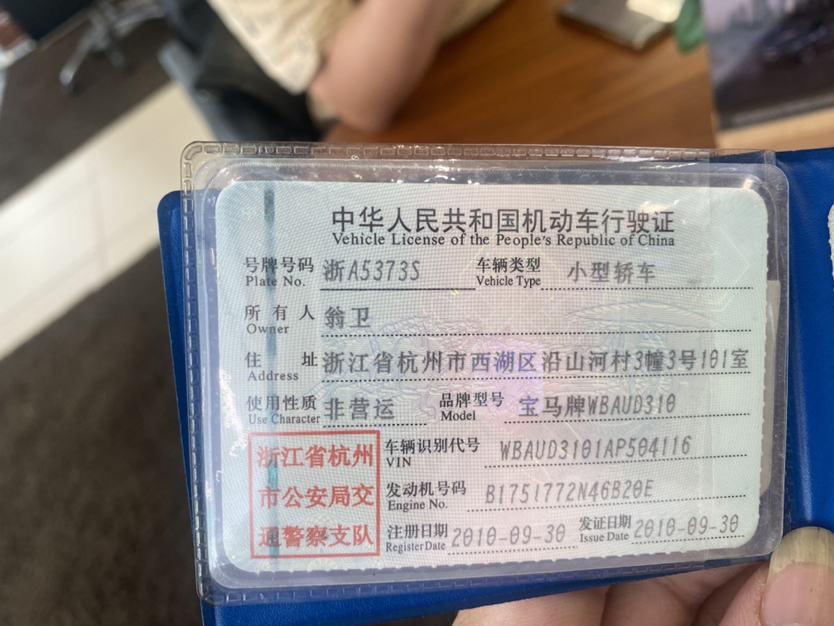 中华人民共和国机动车行驶证
Vehicle License of the People's Republic of China
号牌号码 浙A5373S 车辆类型 小型轿车
Plate No. Vehicle Type
所有人 翁卫
Owner
住址 浙江省杭州市西湖区沿山河村3幢3号101室
Address
使用性质 非营运 品牌型号 宝马牌WBAUD310
Use Character Model
浙江省杭州
市公安局交
通警察支队
车辆识别代号 WBAUD3101AP504116
VIN
发动机号码 B1751772N46B20E
Engine No.
注册日期 2010-09-30 发证日期 2010-09-30
Register Date Issue Date